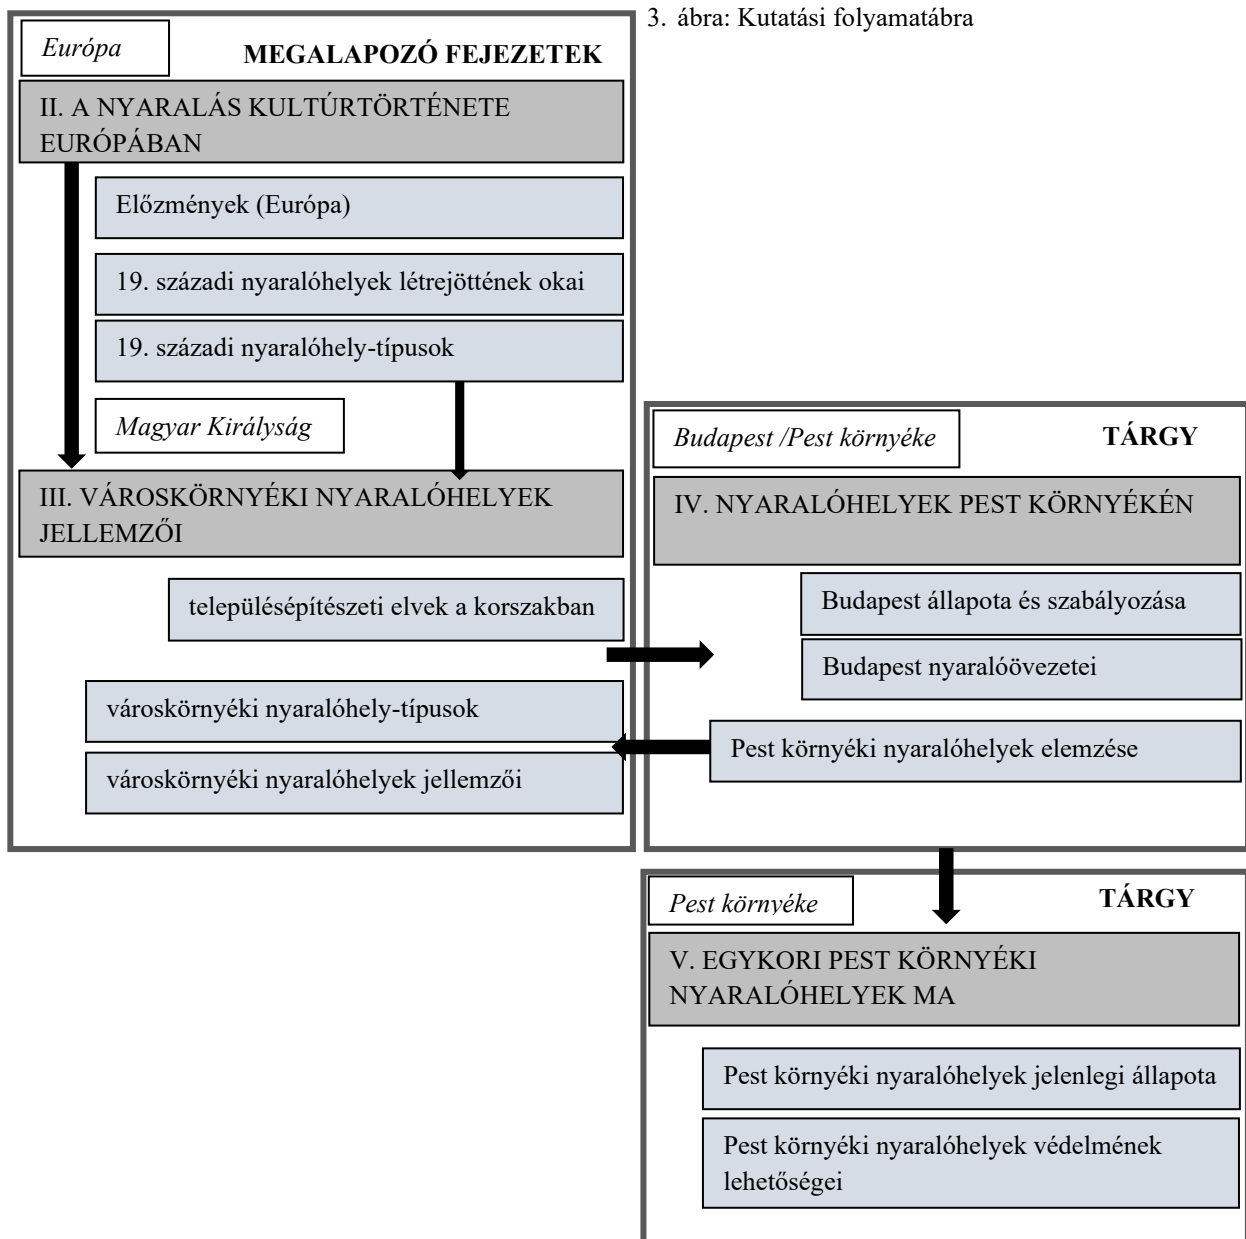 3. ábra: Kutatási folyamatábra
Európa
MEGALAPOZÓ FEJEZETEK
II. A NYARALÁS KULTÚRTÖRTÉNETE
EURÓPÁBAN
Előzmények (Európa)
19. századi nyaralóhelyek létrejöttének okai
19. századi nyaralóhely-típusok
Magyar Királyság
III. VÁROSKÖRNYÉKI NYARALÓHELYEK
JELLEMZŐI
településépítészeti elvek a korszakban
városkörnyéki nyaralóhely-típusok
városkörnyéki nyaralóhelyek jellemzői
Budapest /Pest környéke
TÁRGY
IV. NYARALÓHELYEK PEST KÖRNYÉKÉN
Budapest állapota és szabályozása
Budapest nyaralóövezetei
Pest környéki nyaralóhelyek elemzése
Pest környéke
TÁRGY
V. EGYKORI PEST KÖRNYÉKI
NYARALÓHELYEK MA
Pest környéki nyaralóhelyek jelenlegi állapota
Pest környéki nyaralóhelyek védelmének
lehetőségei